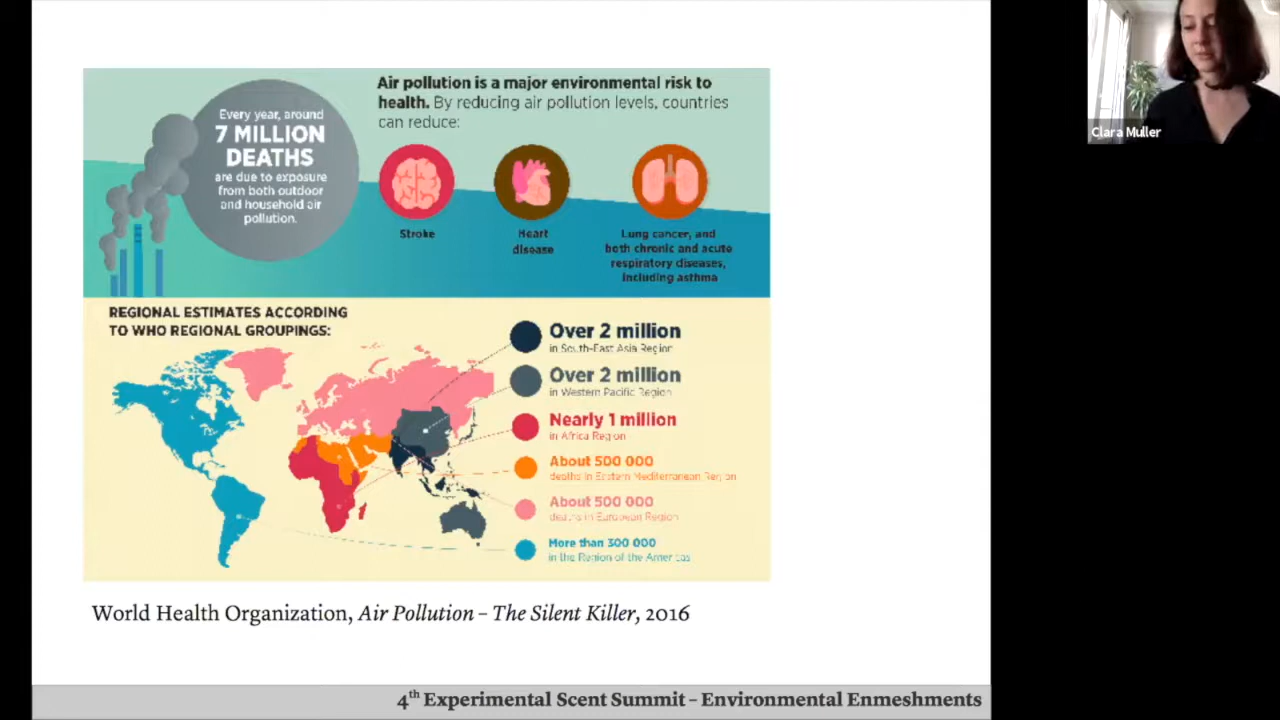 Air pollution is a major environmental risk to
health. By reducing air pollution levels, countries
can reduce:
Every year, around
7 MILLION
DEATHS
are due to exposure
from both outdoor
and household air
pollution.
Stroke
Heart
disease
Lung cancer, and
both chronic and acute
respiratory diseases,
including asthma
REGIONAL ESTIMATES ACCORDING
TO WHO REGIONAL GROUPINGS:
Over 2 million
in South-East Asia Region
Over 2 million
in Western Pacific Region
Nearly 1 million
in Africa Region
About 500 000
deaths in Eastern Mediterranean Region
About 500 000
deaths in European Region
More than 300 000
in the Region of the Americas
World Health Organization, Air Pollution – The Silent Killer, 2016
4th Experimental Scent Summit – Environmental Enmeshments
Clara Muller